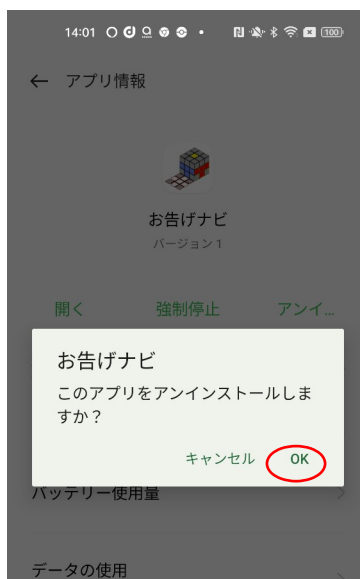 14:01
100
← アプリ情報
お告げナビ
バージョン 1
開く 強制停止 アンイ...
お告げナビ
このアプリをアンインストールしま
すか？
キャンセル OK
バッテリー使用量
データの使用